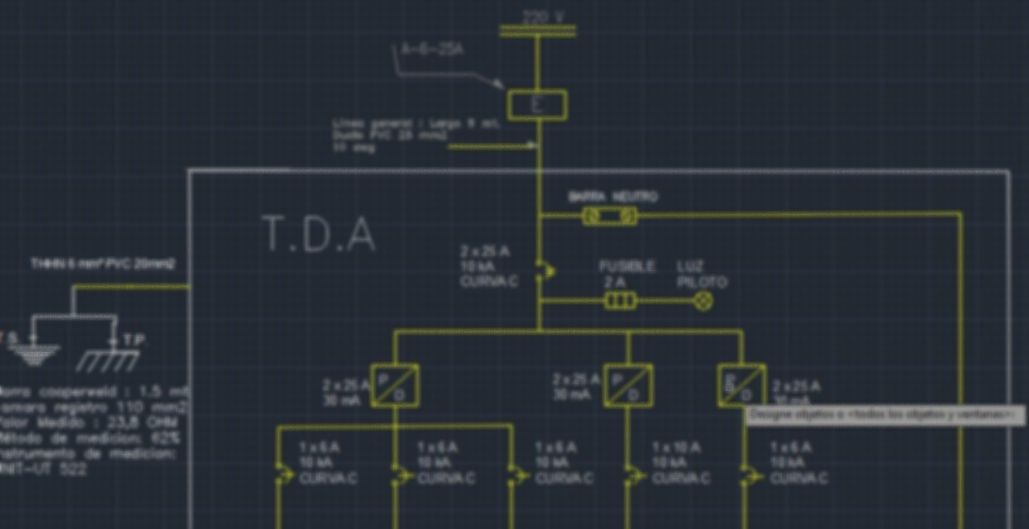 220 V
A-6-25A
E
Linea general : Largo 8 mt.
Ducto PVC 25 mm2
BARRA NEUTRO
T.D.A
2 x 25 A
10 kA
CURVA C
FUSIBLE
2 A
LUZ
PILOTO
THHN 6 mm² PVC 20mm2
T.S
T.P.
P
D
2 x 25 A
30 mA
P
D
2 x 25 A
30 mA
D
2 x 25 A
30 mA
Designe objetos o <todos los objetos y ventanas>:
barra cooperweld : 1.5 mt
camara registro 110 mm2
Valor Medido : 23,8 OHM
Método de medicion: 62%
Instrumento de medicion:
UNIT-UT 522
1 x 6 A
10 kA
CURVA C
1 x 6 A
10 kA
CURVA C
1 x 6 A
10 kA
CURVA C
1 x 10 A
10 kA
CURVA C
1 x 6 A
10 kA
CURVA C